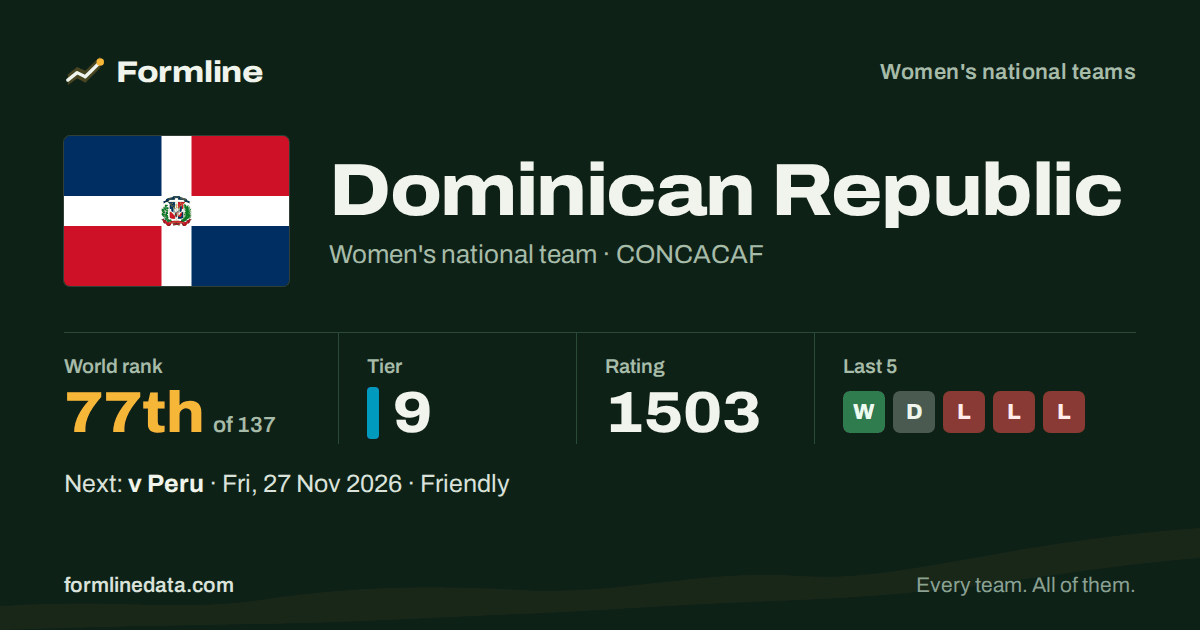 Formline
Women's national teams
Dominican Republic
Women's national team · CONCACAF
World rank
77th of 137
Tier
9
Rating
1503
Last 5
W D L L L
Next: v Peru · Fri, 27 Nov 2026 · Friendly
formlinedata.com
Every team. All of them.